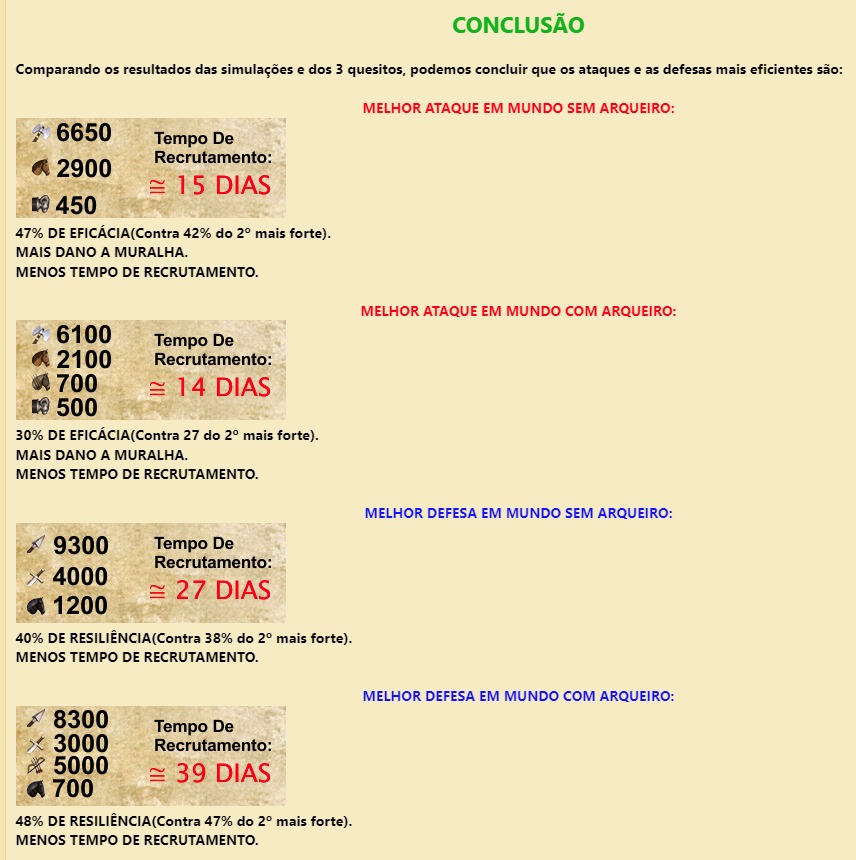 CONCLUSÃO
Comparando os resultados das simulações e dos 3 quesitos, podemos concluir que os ataques e as defesas mais eficientes são:
MELHOR ATAQUE EM MUNDO SEM ARQUEIRO:
6650
2900
450
Tempo De
Recrutamento:
≅ 15 DIAS
47% DE EFICÁCIA(Contra 42% do 2º mais forte).
MAIS DANO A MURALHA.
MENOS TEMPO DE RECRUTAMENTO.
MELHOR ATAQUE EM MUNDO COM ARQUEIRO:
6100
2100
700
500
Tempo De
Recrutamento:
≅ 14 DIAS
30% DE EFICÁCIA(Contra 27 do 2º mais forte).
MAIS DANO A MURALHA.
MENOS TEMPO DE RECRUTAMENTO.
MELHOR DEFESA EM MUNDO SEM ARQUEIRO:
9300
4000
1200
Tempo De
Recrutamento:
≅ 27 DIAS
40% DE RESILIÊNCIA(Contra 38% do 2º mais forte).
MENOS TEMPO DE RECRUTAMENTO.
MELHOR DEFESA EM MUNDO COM ARQUEIRO:
8300
3000
5000
700
Tempo De
Recrutamento:
≅ 39 DIAS
48% DE RESILIÊNCIA(Contra 47% do 2º mais forte).
MENOS TEMPO DE RECRUTAMENTO.